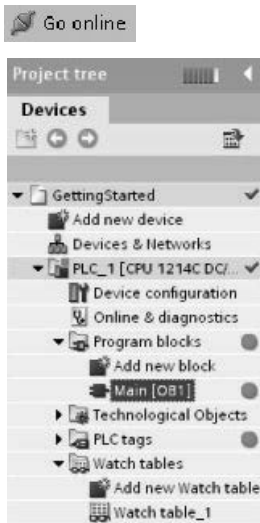 Go online
Project tree
Devices
GettingStarted
Add new device
Devices & Networks
PLC_1 [CPU 1214C DC/...
Device configuration
Online & diagnostics
Program blocks
Add new block
Main [OB1]
Technological Objects
PLC tags
Watch tables
Add new Watch table
Watch table_1